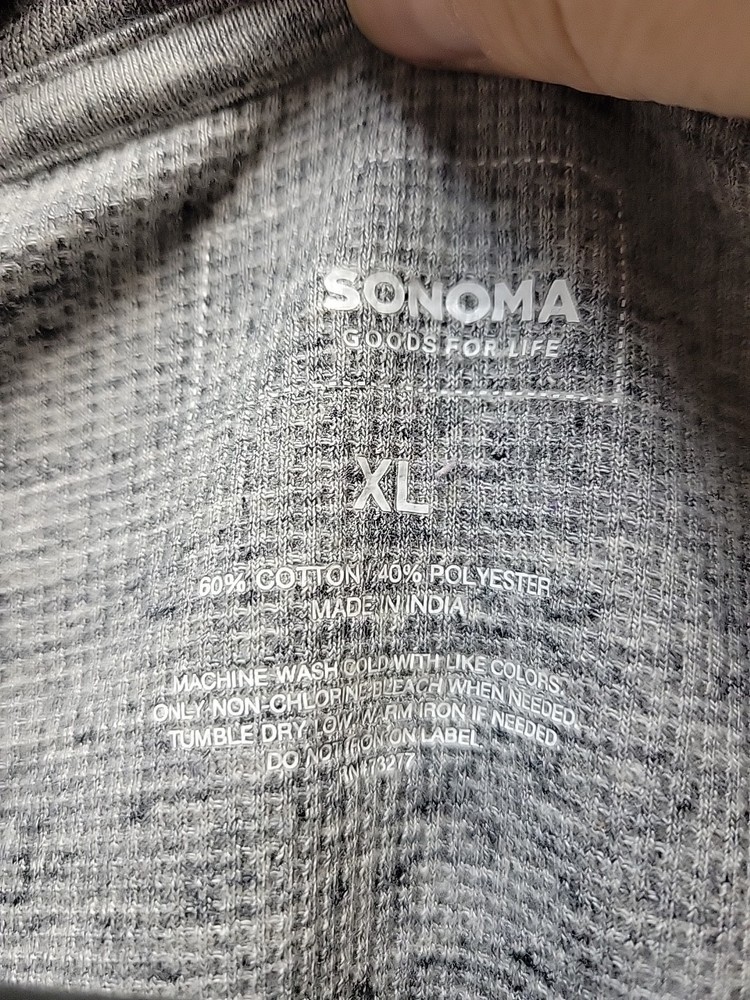 SONOMA
GOODS FOR LIFE
XL
60% COTTON / 40% POLYESTER
MADE IN INDIA
MACHINE WASH COLD WITH LIKE COLORS.
ONLY NON-CHLORINE BLEACH WHEN NEEDED.
TUMBLE DRY LOW. WARM IRON IF NEEDED
DO NOT IRON ON LABEL
RN 73277